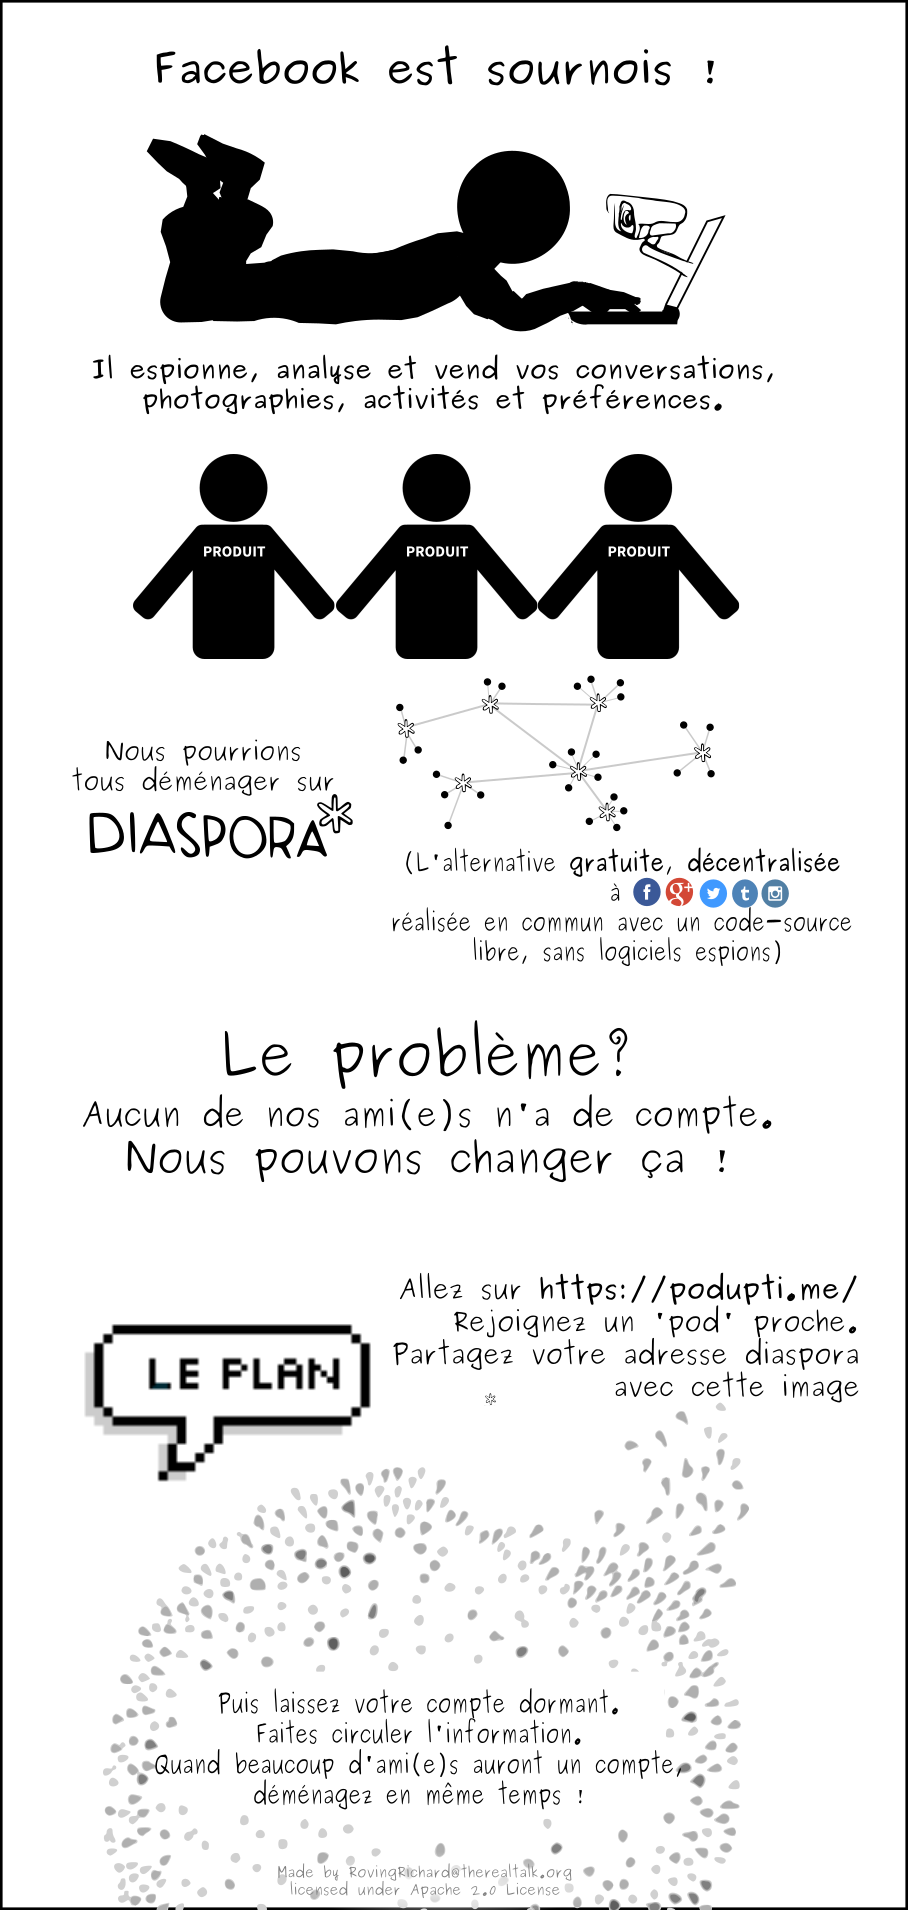 Facebook est sournois !
Il espionne, analyse et vend vos conversations,
photographies, activités et préférences.
PRODUIT PRODUIT PRODUIT
Nous pourrions
tous déménager sur
DIASPORA*
(L'alternative gratuite, décentralisée
à f g+ t
réalisée en commun avec un code-source
libre, sans logiciels espions)
Le problème?
Aucun de nos ami(e)s n'a de compte.
Nous pouvons changer ça !
LE PLAN
Allez sur https://podupti.me/
Rejoignez un 'pod' proche.
Partagez votre adresse diaspora
avec cette image
*
Puis laissez votre compte dormant.
Faites circuler l'information.
Quand beaucoup d'ami(e)s auront un compte,
déménagez en même temps !
Made by RovingRichard@therealtalk.org
licensed under Apache 2.0 License